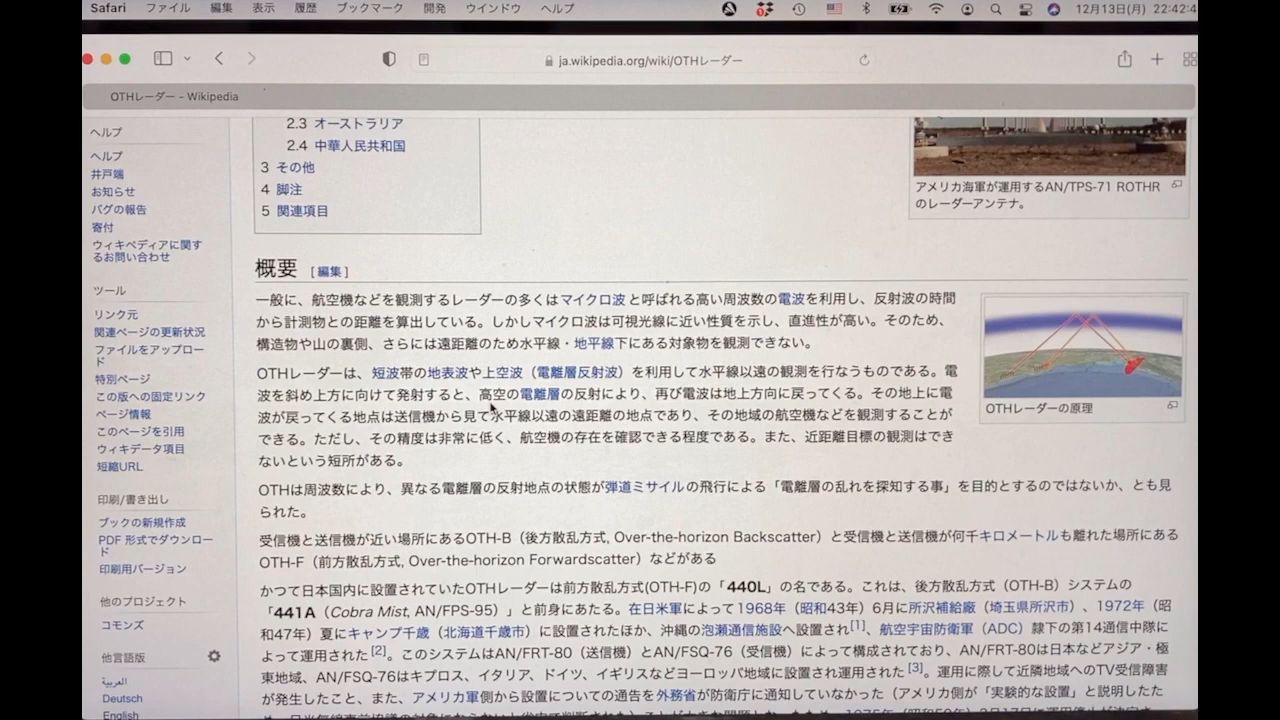 Safari ファイル 編集 表示 履歴 ブックマーク 開発 ウインドウ ヘルプ 12月13日(月) 22:42:4
ja.wikipedia.org/wiki/OTHレーダー
OTHレーダー - Wikipedia
ヘルプ
ヘルプ
井戸端
お知らせ
バグの報告
寄付
ウィキペディアに関す
るお問い合わせ
ツール
リンク元
関連ページの更新状況
ファイルをアップロー
ド
特別ページ
この版への固定リンク
ページ情報
このページを引用
ウィキデータ項目
短縮URL
印刷/書き出し
ブックの新規作成
PDF 形式でダウンロー
ド
印刷用バージョン
他のプロジェクト
コモンズ
他言語版
العربية
Deutsch
English
2.3 オーストラリア
2.4 中華人民共和国
3 その他
4 脚注
5 関連項目
アメリカ海軍が運用するAN/TPS-71 ROTHR
のレーダーアンテナ。
概要 [編集]
一般に、航空機などを観測するレーダーの多くはマイクロ波と呼ばれる高い周波数の電波を利用し、反射波の時間
から計測物との距離を算出している。しかしマイクロ波は可視光線に近い性質を示し、直進性が高い。そのため、
構造物や山の裏側、さらには遠距離のため水平線・地平線下にある対象物を観測できない。
OTHレーダーは、短波帯の地表波や上空波（電離層反射波）を利用して水平線以遠の観測を行なうものである。電
波を斜め上方に向けて発射すると、高空の電離層の反射により、再び電波は地上方向に戻ってくる。その地上に電
波が戻ってくる地点は送信機から見て水平線以遠の遠距離の地点であり、その地域の航空機などを観測することが
できる。ただし、その精度は非常に低く、航空機の存在を確認できる程度である。また、近距離目標の観測はでき
ないという短所がある。
OTHレーダーの原理
OTHは周波数により、異なる電離層の反射地点の状態が弾道ミサイルの飛行による「電離層の乱れを探知する事」を目的とするのではないか、とも見
られた。
受信機と送信機が近い場所にあるOTH-B（後方散乱方式, Over-the-horizon Backscatter）と受信機と送信機が何千キロメートルも離れた場所にある
OTH-F（前方散乱方式, Over-the-horizon Forwardscatter）などがある
かつて日本国内に設置されていたOTHレーダーは前方散乱方式(OTH-F)の「440L」の名である。これは、後方散乱方式（OTH-B）システムの
「441A（Cobra Mist, AN/FPS-95）」と前身にあたる。在日米軍によって1968年（昭和43年）6月に所沢補給廠（埼玉県所沢市）、1972年（昭
和47年）夏にキャンプ千歳（北海道千歳市）に設置されたほか、沖縄の泡瀬通信施設へ設置され[1]、航空宇宙防衛軍（ADC）隷下の第14通信中隊に
よって運用された[2]。このシステムはAN/FRT-80（送信機）とAN/FSQ-76（受信機）によって構成されており、AN/FRT-80は日本などアジア・極
東地域、AN/FSQ-76はキプロス、イタリア、ドイツ、イギリスなどヨーロッパ地域に設置され運用された[3]。運用に際して近隣地域へのTV受信障害
が発生したこと、また、アメリカ軍側から設置についての通告を外務省が防衛庁に通知していなかった（アメリカ側が「実験的な設置」と説明したた